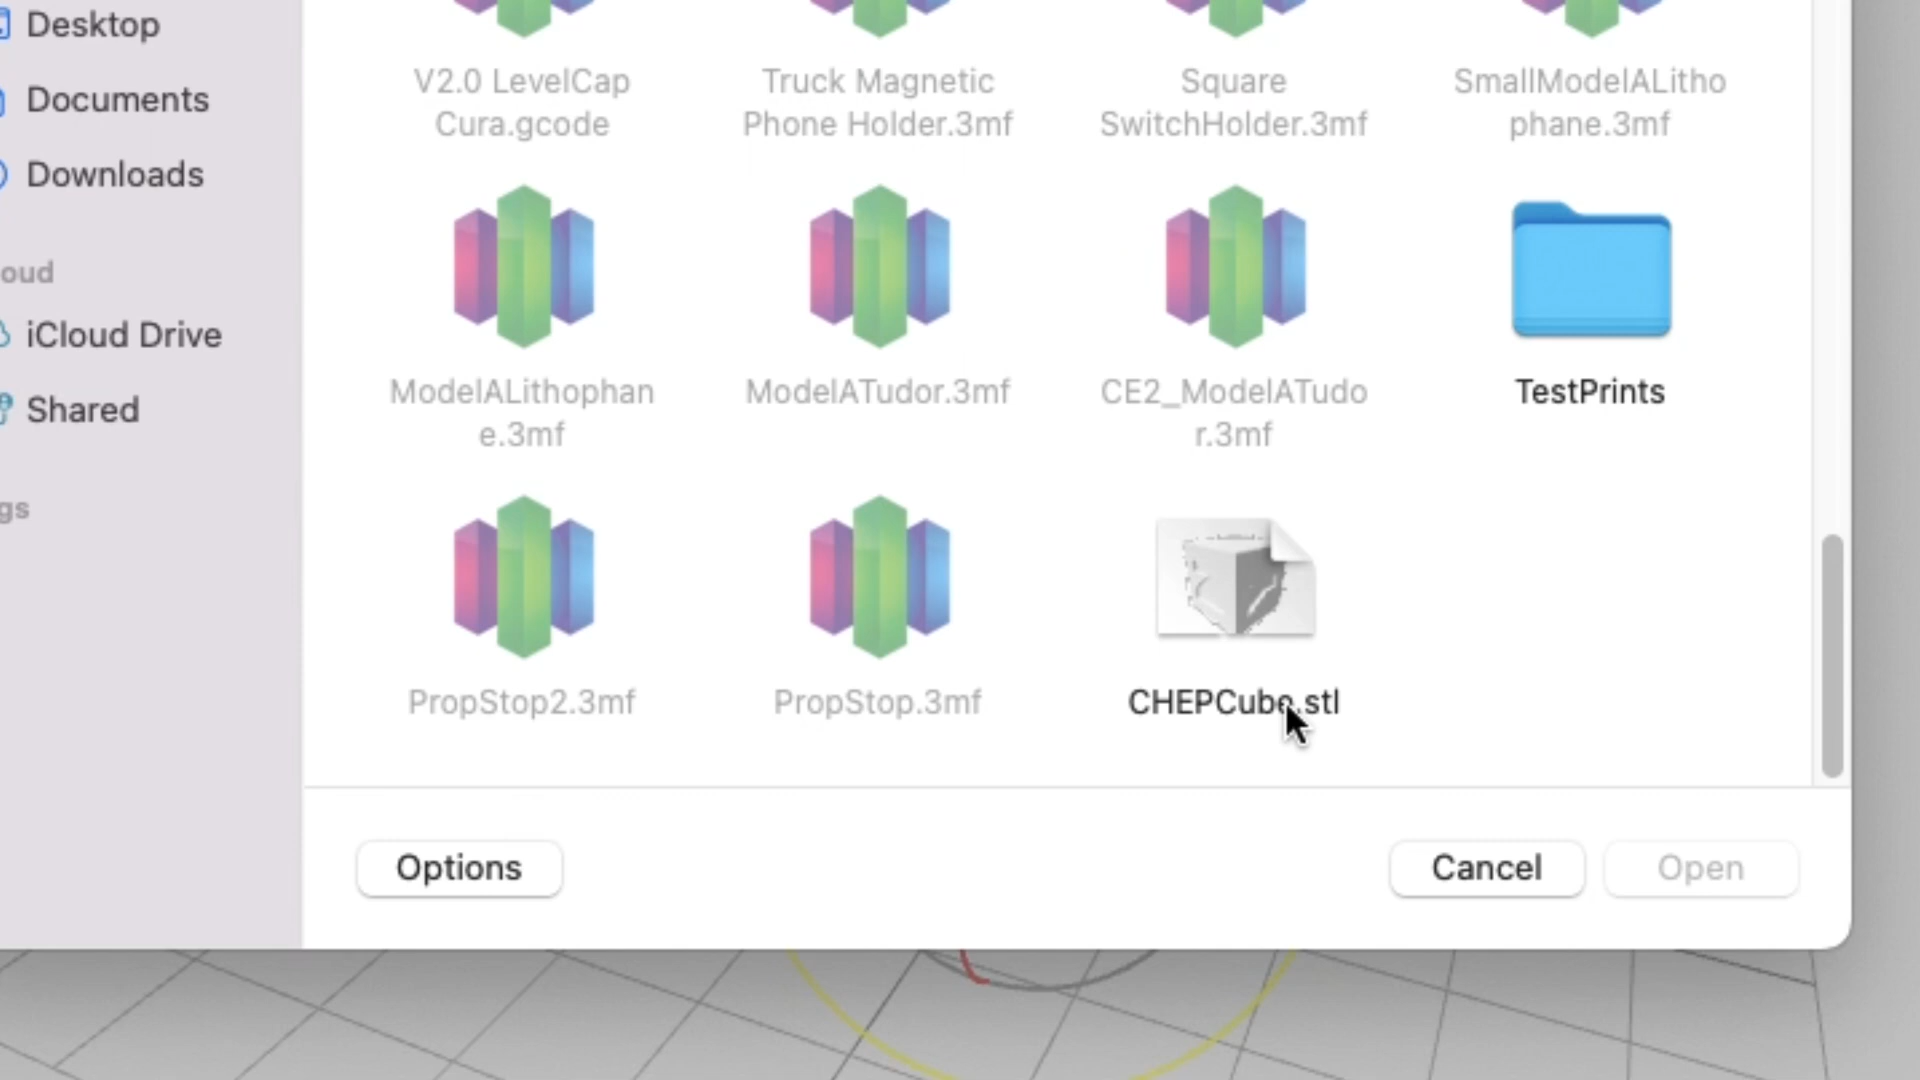 Desktop
Documents
Downloads
oud
iCloud Drive
Shared
gs
V2.0 LevelCap
Cura.gcode
Truck Magnetic
Phone Holder.3mf
Square
SwitchHolder.3mf
SmallModelALitho
phane.3mf
ModelALithophan
e.3mf
ModelATudor.3mf
CE2_ModelATudo
r.3mf
TestPrints
PropStop2.3mf
PropStop.3mf
CHEPCube.stl
Options
Cancel
Open